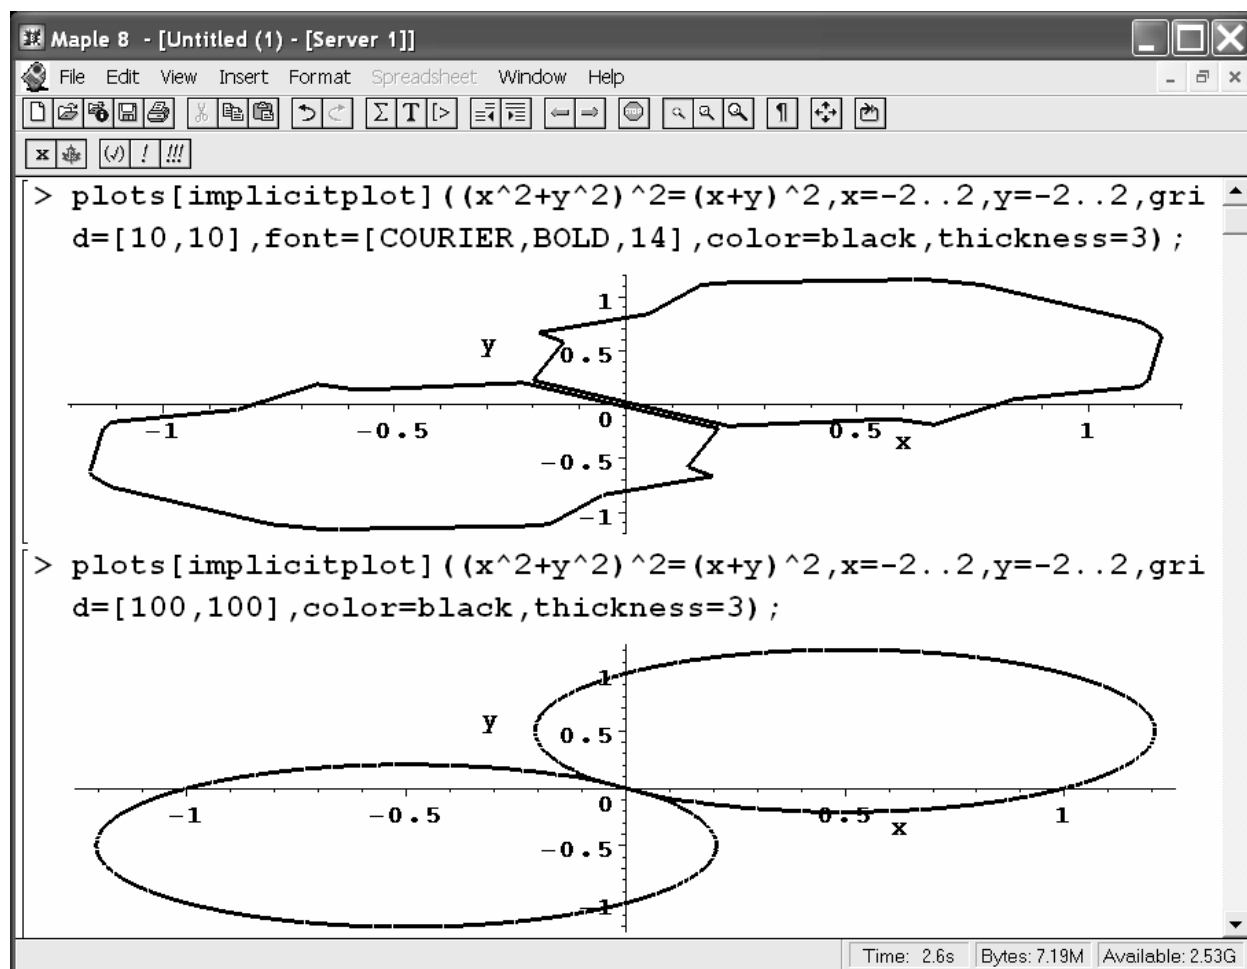 Maple 8 - [Untitled (1) - [Server 1]]
File Edit View Insert Format Spreadsheet Window Help
> plots[implicitplot]((x^2+y^2)^2=(x+y)^2,x=-2..2,y=-2..2,gri
d=[10,10],font=[COURIER,BOLD,14],color=black,thickness=3);
1
y
0.5
0
-1
-0.5
0.5
x
1
-0.5
-1
> plots[implicitplot]((x^2+y^2)^2=(x+y)^2,x=-2..2,y=-2..2,gri
d=[100,100],color=black,thickness=3);
1
y
0.5
0
-1
-0.5
0.5
x
1
-0.5
-1
Time: 2.6s Bytes: 7.19M Available: 2.53G